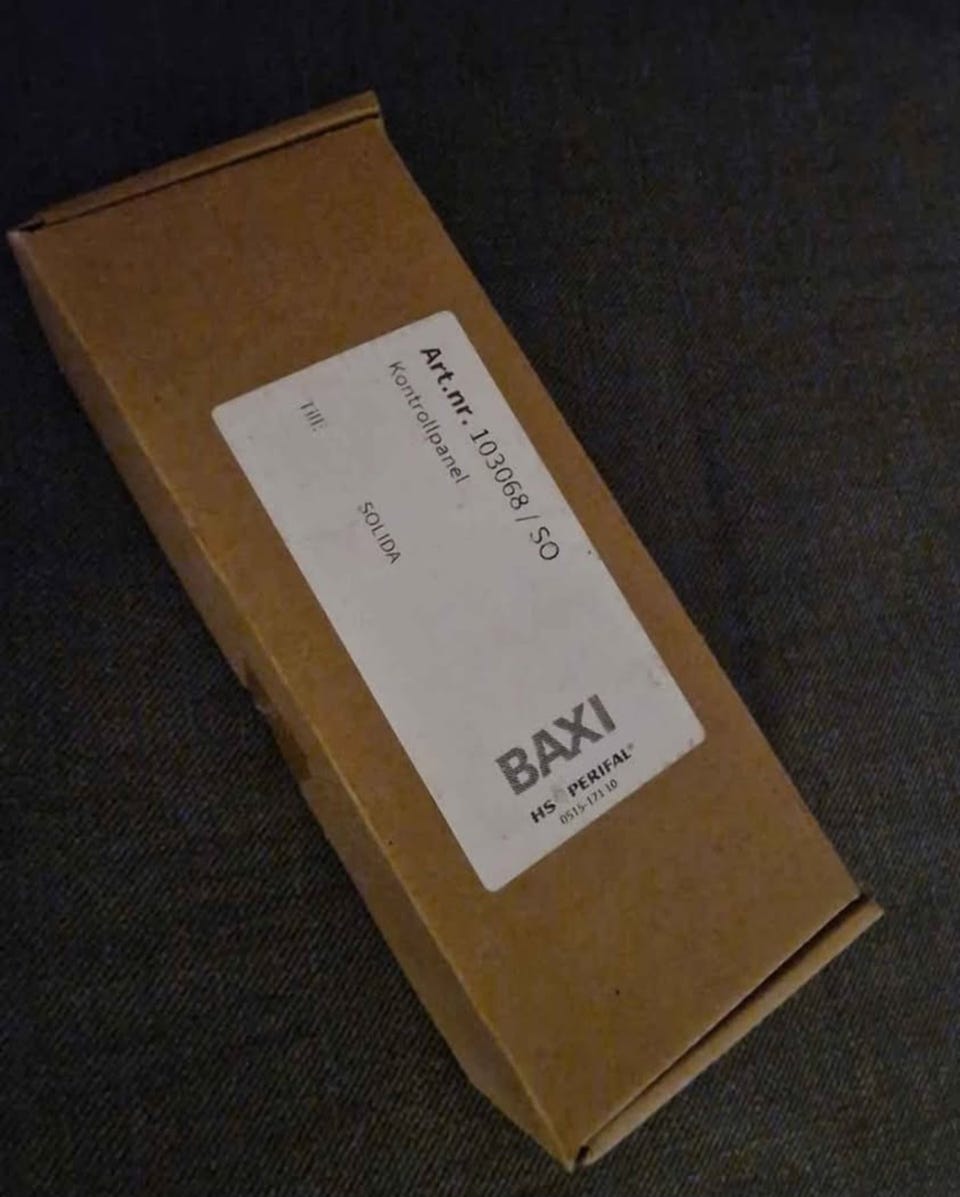 Art.nr. 103068 / SO
Kontrollpanel
Till:
SOLIDA
BAXI
HS PERIFAL®
0515-171 10